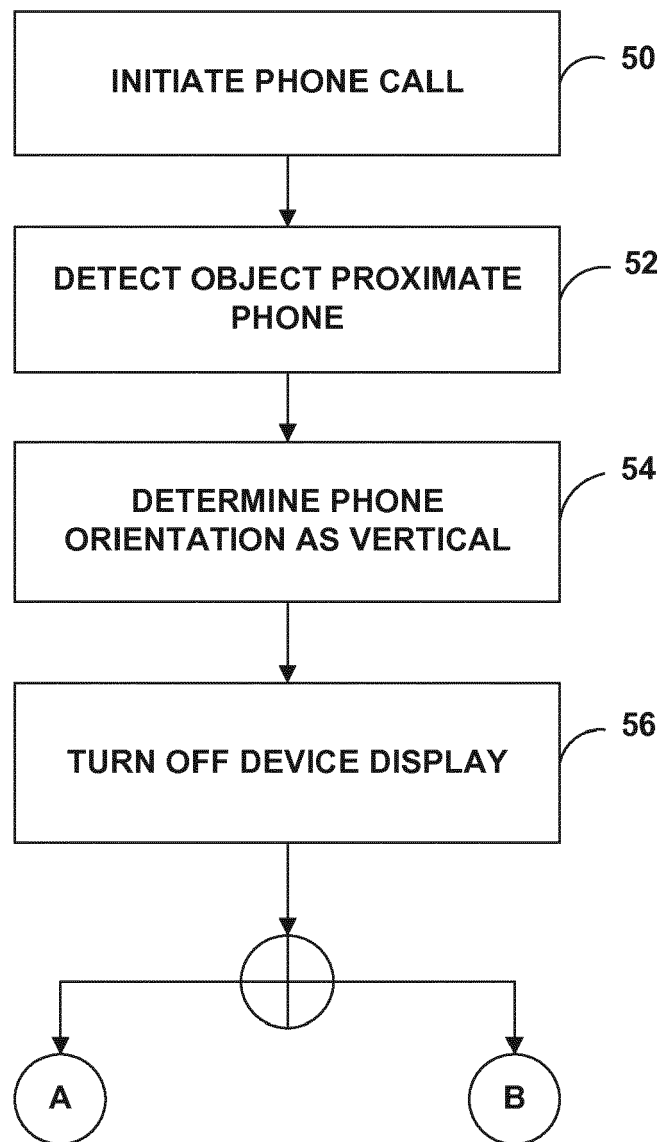 INITIATE PHONE CALL
50
DETECT OBJECT PROXIMATE
PHONE
52
DETERMINE PHONE
ORIENTATION AS VERTICAL
54
TURN OFF DEVICE DISPLAY
56
A
B